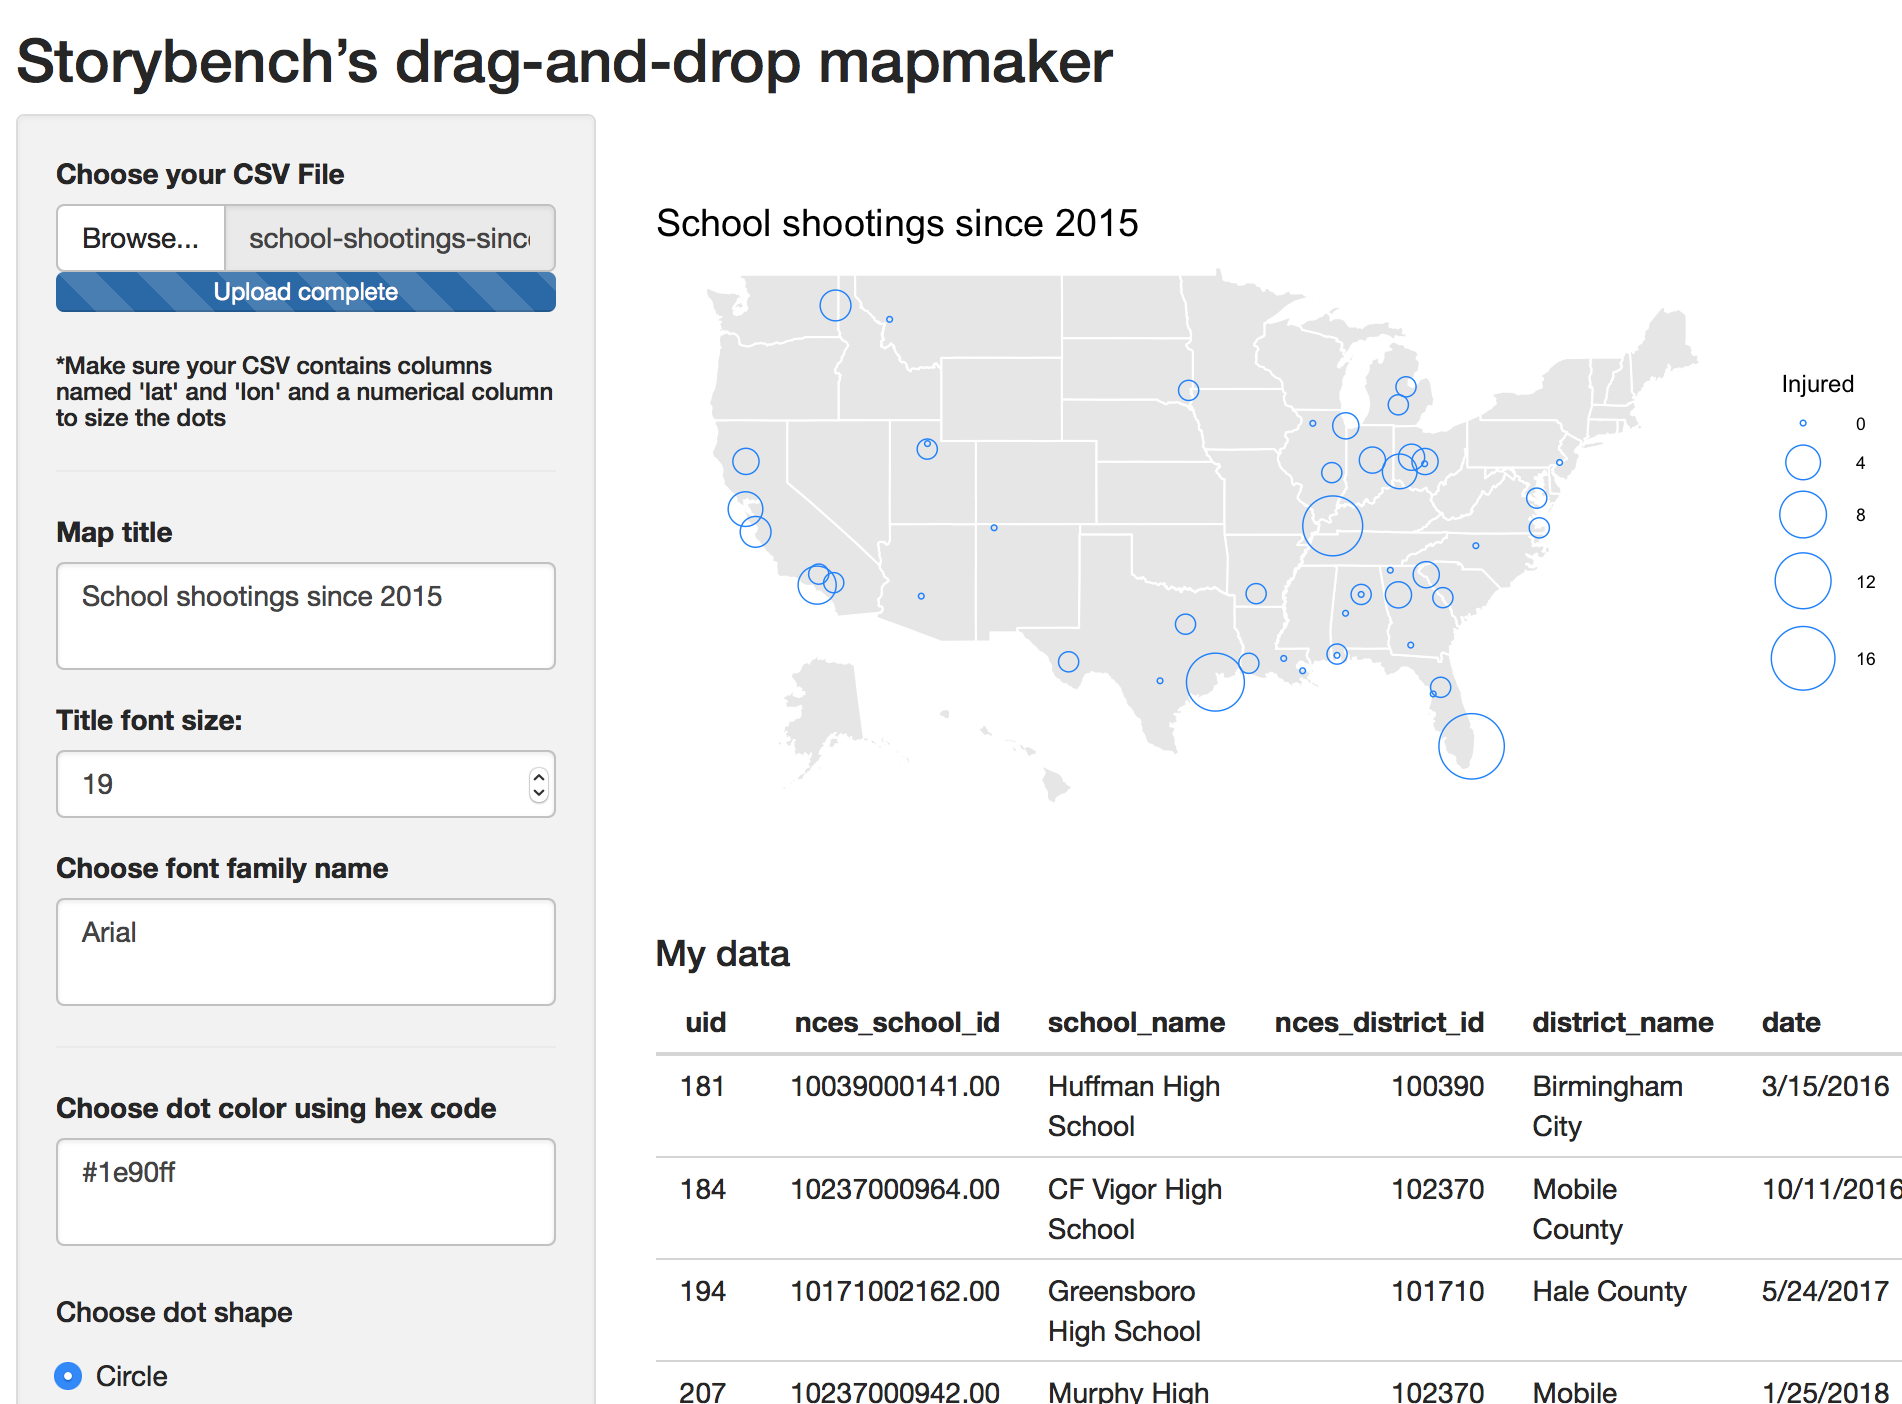 Storybench’s drag-and-drop mapmaker
Choose your CSV File
Browse... school-shootings-sinc
Upload complete
*Make sure your CSV contains columns
named 'lat' and 'lon' and a numerical column
to size the dots
Map title
School shootings since 2015
Title font size:
19
Choose font family name
Arial
Choose dot color using hex code
#1e90ff
Choose dot shape
Circle
School shootings since 2015
Injured
0
4
8
12
16
My data
uid nces_school_id school_name nces_district_id district_name date
181 10039000141.00 Huffman High 100390 Birmingham 3/15/2016
School City
184 10237000964.00 CF Vigor High 102370 Mobile 10/11/2016
School County
194 10171002162.00 Greensboro 101710 Hale County 5/24/2017
High School
207 10237000942.00 Murphy High 102370 Mobile 1/25/2018